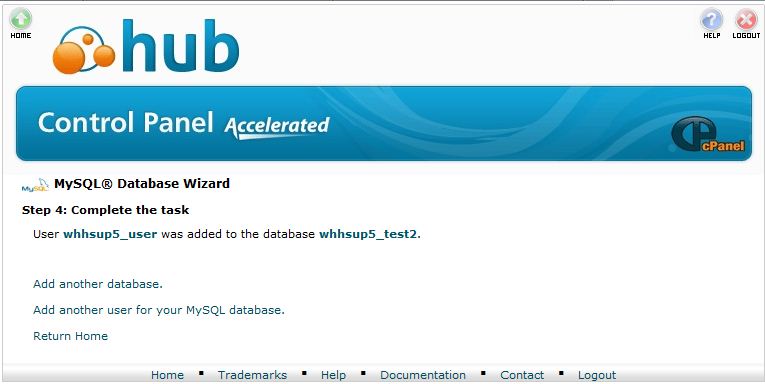 HOME
hub
HELP
LOGOUT
Control Panel Accelerated
cPanel
MySQL
MySQL® Database Wizard
Step 4: Complete the task
User whhsup5_user was added to the database whhsup5_test2.
Add another database.
Add another user for your MySQL database.
Return Home
Home ▪ Trademarks ▪ Help ▪ Documentation ▪ Contact ▪ Logout